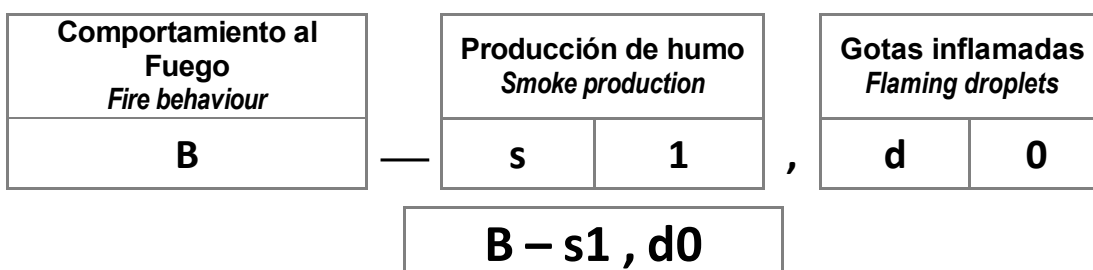 Comportamiento al
Fuego
Fire behaviour
Producción de humo
Smoke production
Gotas inflamadas
Flaming droplets
B — s 1 , d 0
B – s1 , d0